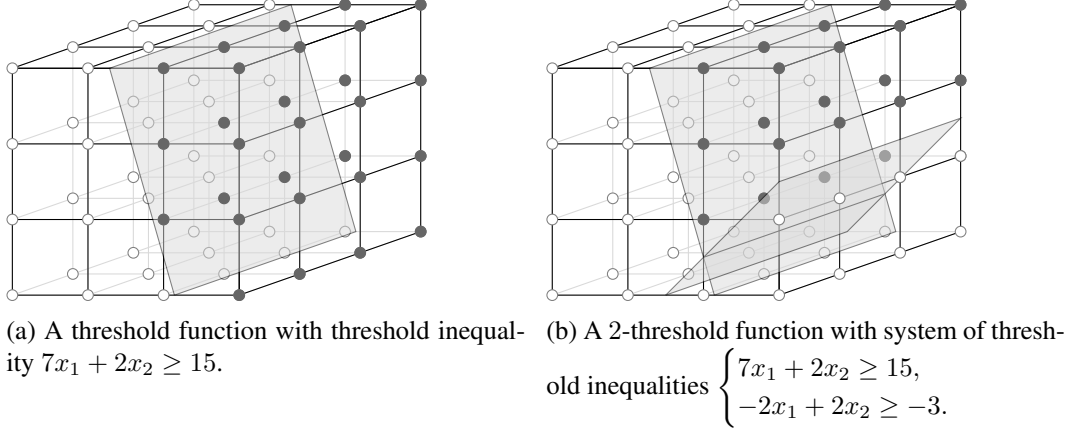 (a) A threshold function with threshold inequal-
ity 7x₁ + 2x₂ ≥ 15.
(b) A 2-threshold function with system of thresh-
old inequalities { 7x₁ + 2x₂ ≥ 15,
−2x₁ + 2x₂ ≥ −3.